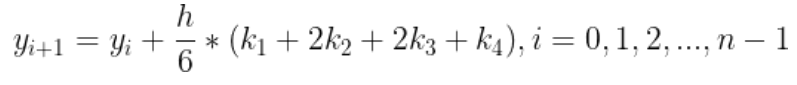 y_{i+1} = y_i + \frac{h}{6} * (k_1 + 2k_2 + 2k_3 + k_4), i = 0, 1, 2, ..., n − 1